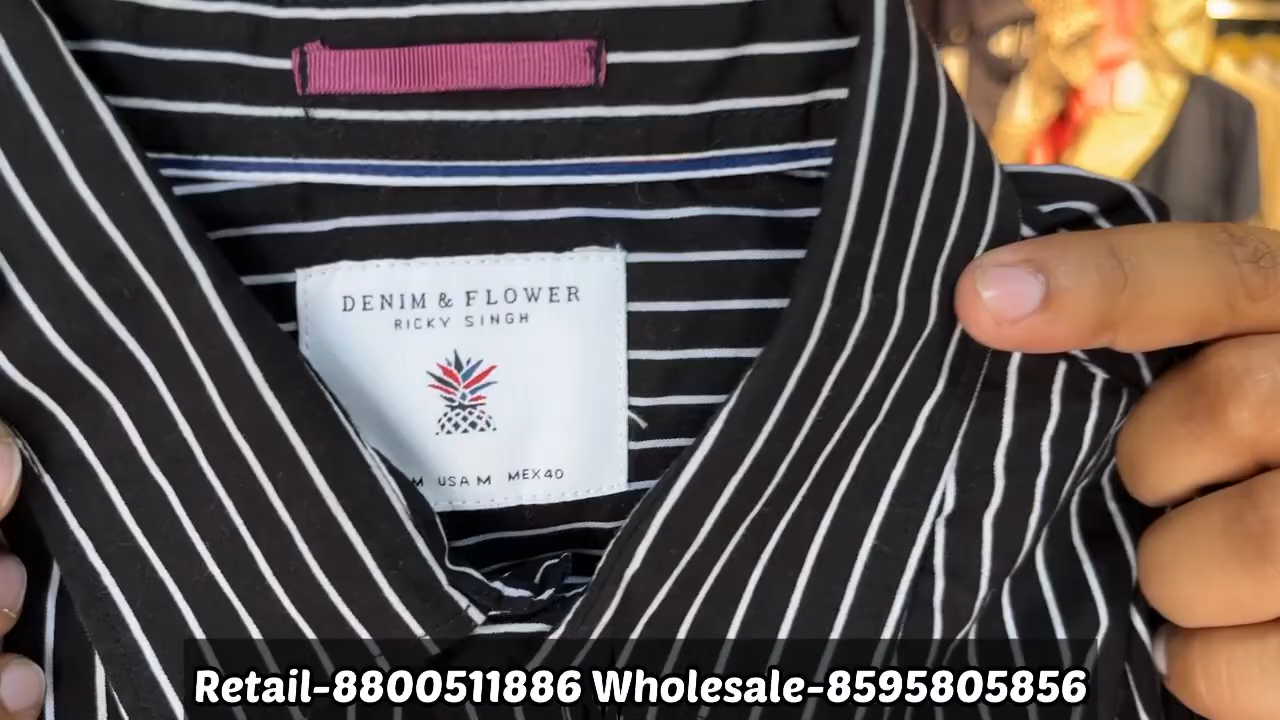 DENIM & FLOWER
RICKY SINGH
M USA M MEX40
Retail-8800511886 Wholesale-8595805856